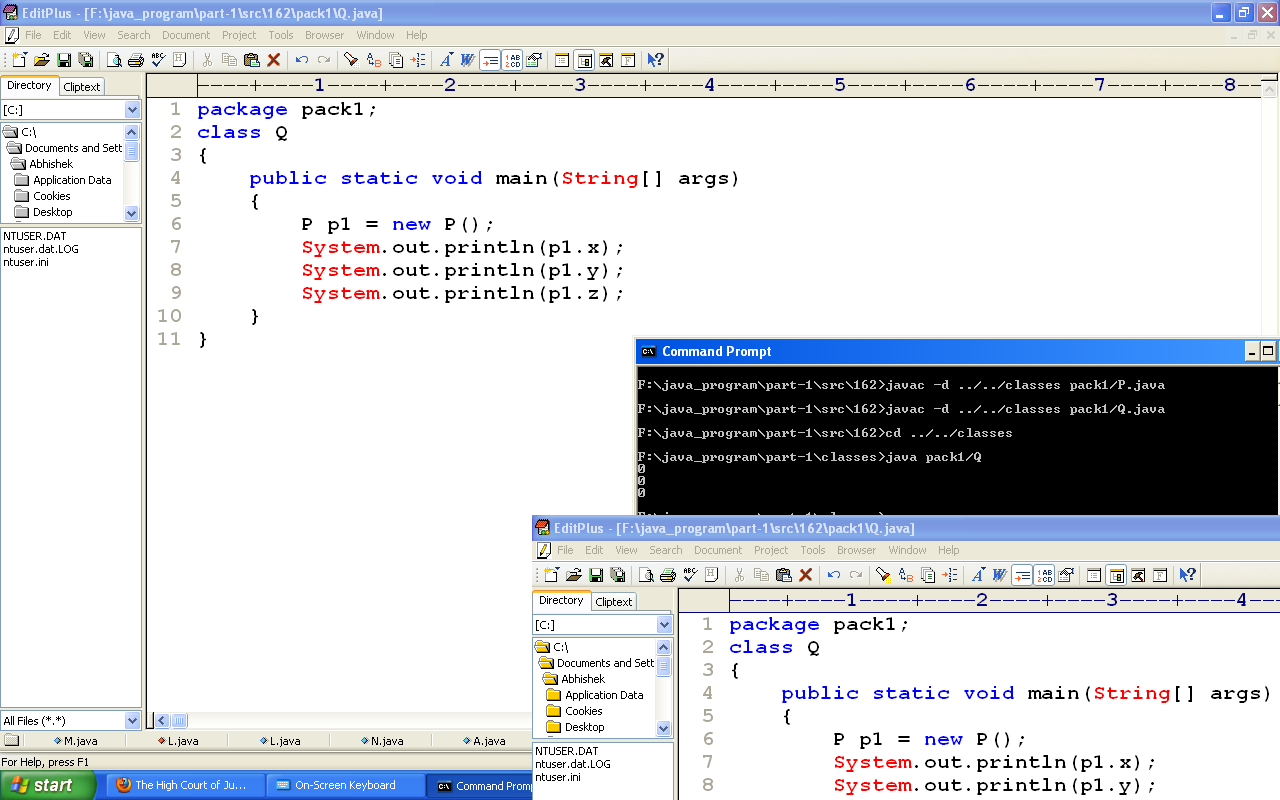 EditPlus - [F:\java_program\part-1\src\162\pack1\Q.java]
File Edit View Search Document Project Tools Browser Window Help
Directory Cliptext
----+----1----+----2----+----3----+----4----+----5----+----6----+----7----+----8--
[C:]
C:\
Documents and Sett
Abhishek
Application Data
Cookies
Desktop
NTUSER.DAT
ntuser.dat.LOG
ntuser.ini
1 package pack1;
2 class Q
3 {
4 public static void main(String[] args)
5 {
6 P p1 = new P();
7 System.out.println(p1.x);
8 System.out.println(p1.y);
9 System.out.println(p1.z);
10 }
11 }
Command Prompt
F:\java_program\part-1\src\162>javac -d ../../classes pack1/P.java
F:\java_program\part-1\src\162>javac -d ../../classes pack1/Q.java
F:\java_program\part-1\src\162>cd ../../classes
F:\java_program\part-1\classes>java pack1/Q
0
0
0
EditPlus - [F:\java_program\part-1\src\162\pack1\Q.java]
File Edit View Search Document Project Tools Browser Window Help
Directory Cliptext
----+----1----+----2----+----3----+----4--
[C:]
C:\
Documents and Sett
Abhishek
Application Data
Cookies
Desktop
NTUSER.DAT
ntuser.dat.LOG
ntuser.ini
1 package pack1;
2 class Q
3 {
4 public static void main(String[] args)
5 {
6 P p1 = new P();
7 System.out.println(p1.x);
8 System.out.println(p1.y);
All Files (*.*)
M.java L.java L.java N.java A.java
For Help, press F1
start The High Court of Ju... On-Screen Keyboard Command Prom